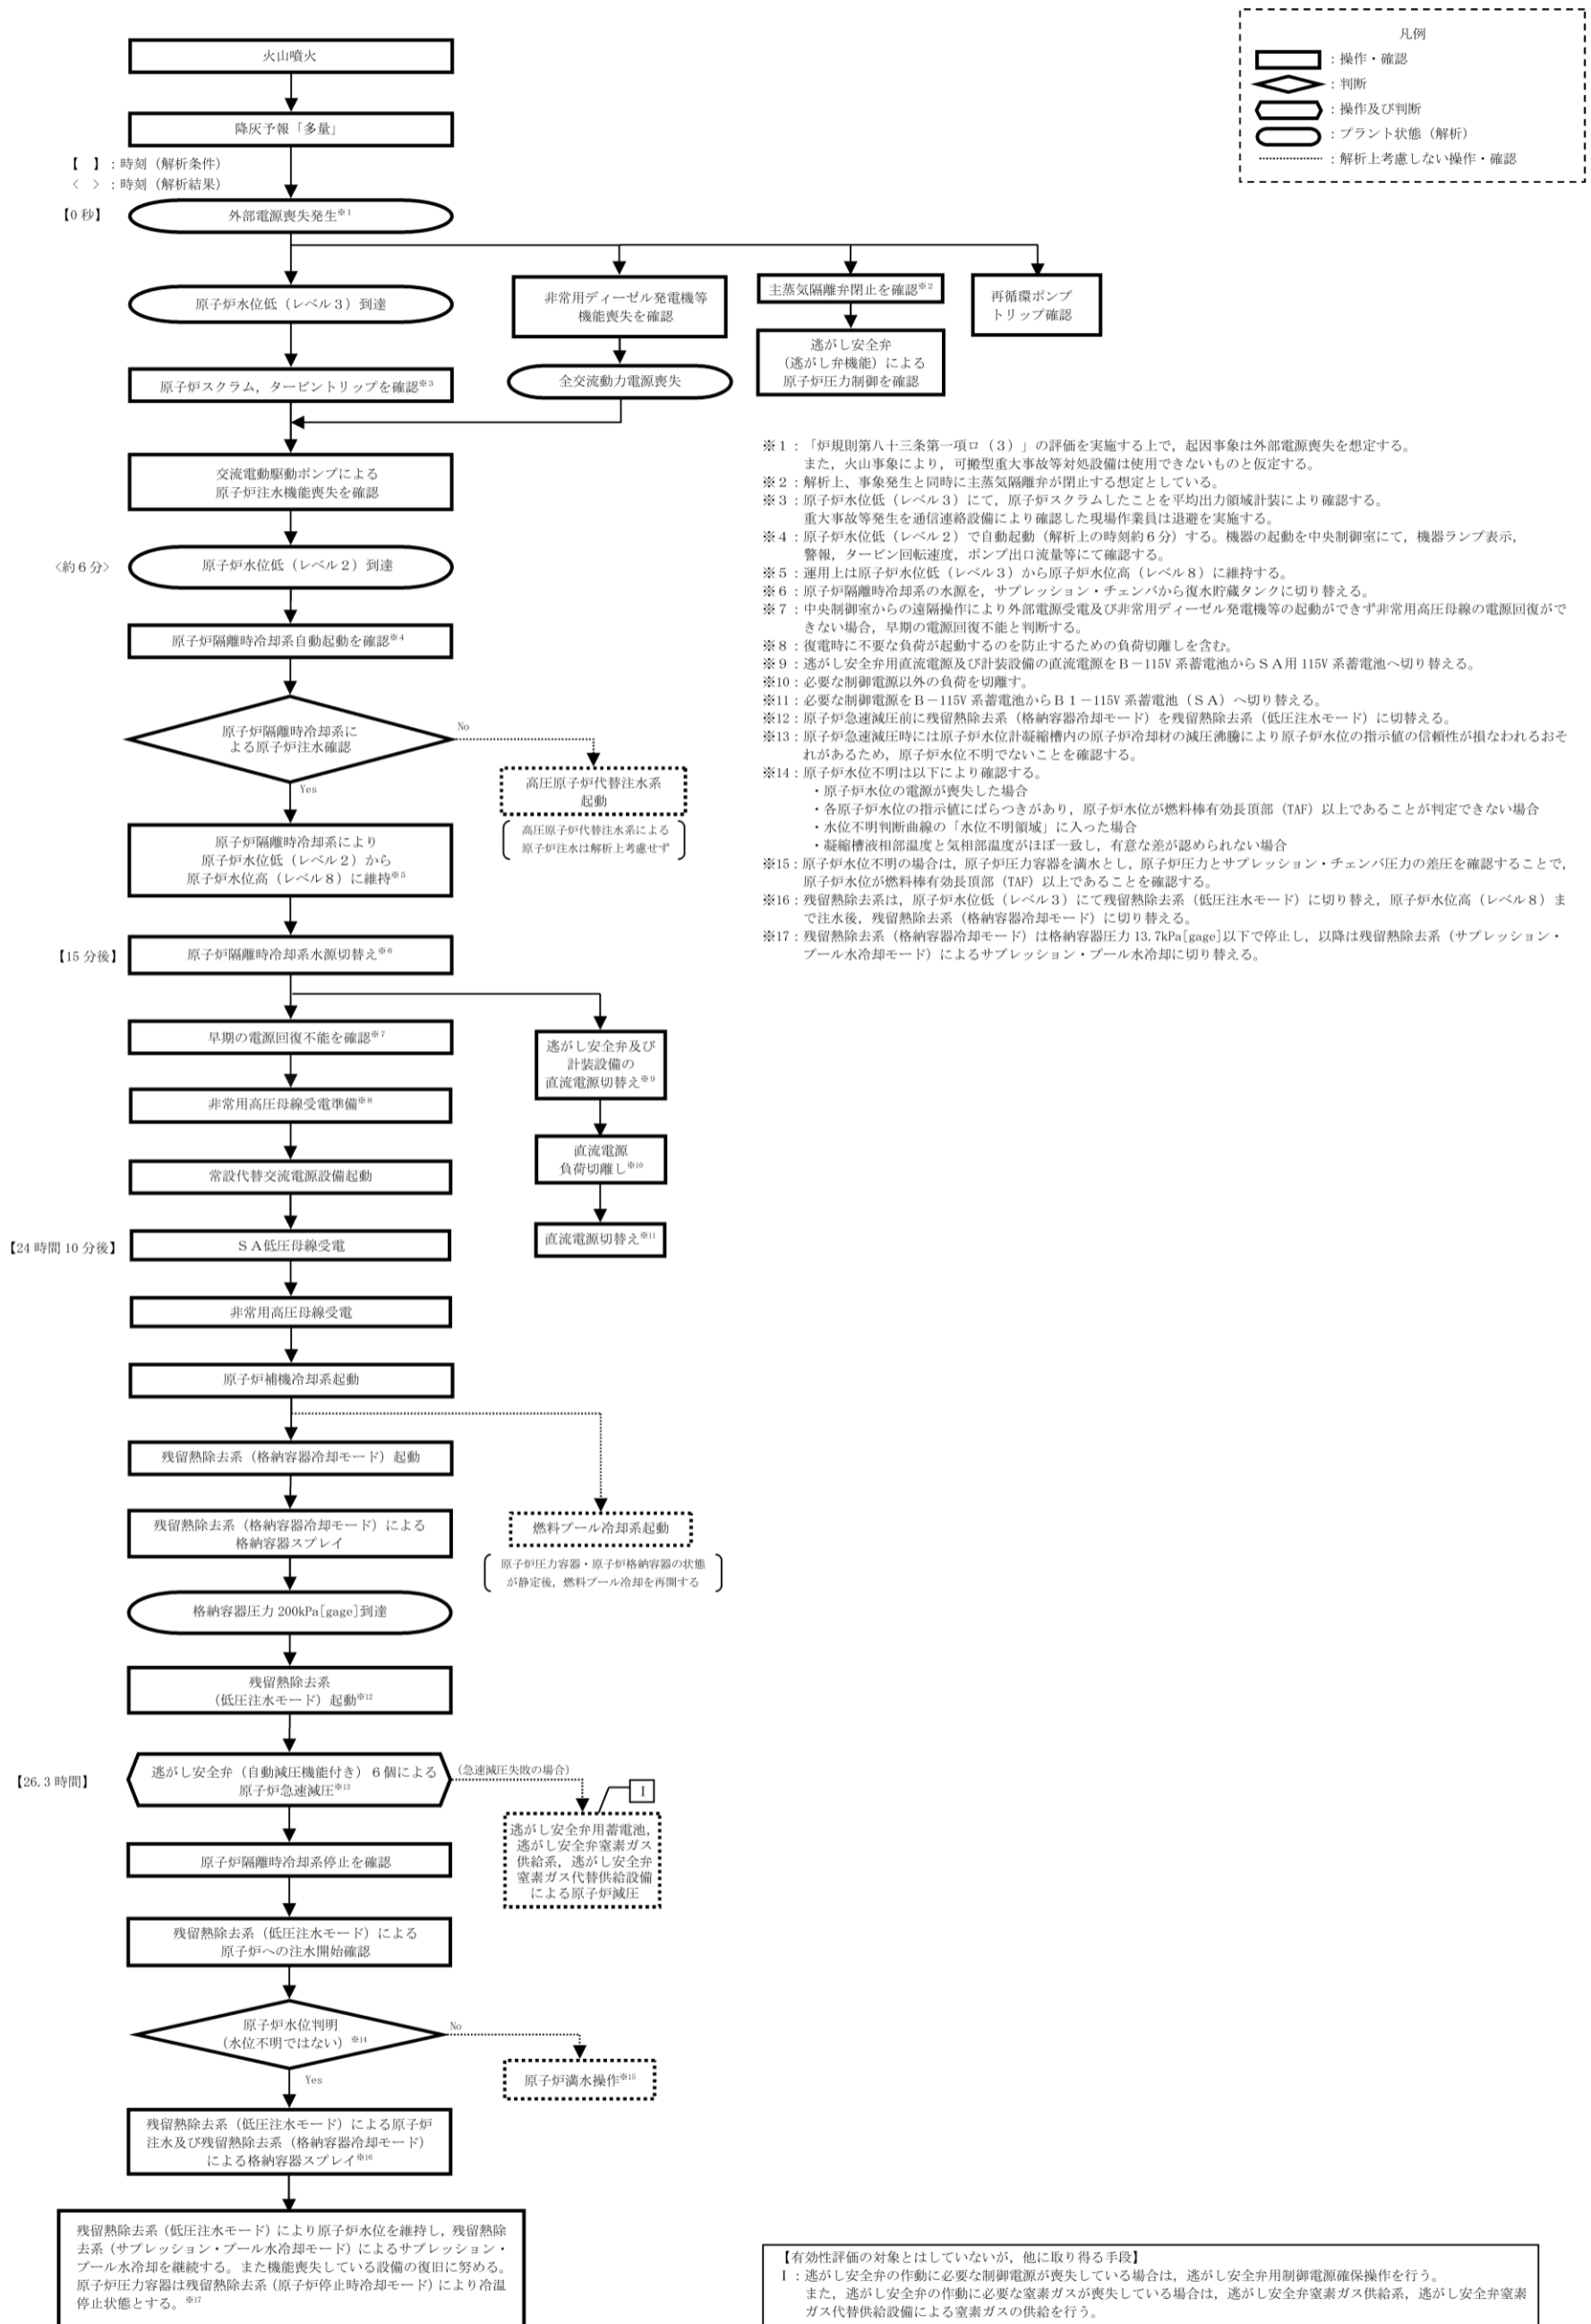 凡例
：操作・確認
：判断
：操作及び判断
：プラント状態（解析）
：解析上考慮しない操作・確認
火山噴火
降灰予報「多量」
【　】：時刻（解析条件）
〈　〉：時刻（解析結果）
【0 秒】
外部電源喪失発生※1
原子炉水位低（レベル３）到達
非常用ディーゼル発電機等
機能喪失を確認
主蒸気隔離弁閉止を確認※2
再循環ポンプ
トリップ確認
逃がし安全弁
（逃がし弁機能）による
原子炉圧力制御を確認
原子炉スクラム，タービントリップを確認※3
全交流動力電源喪失
交流電動駆動ポンプによる
原子炉注水機能喪失を確認
〈約６分〉
原子炉水位低（レベル２）到達
原子炉隔離時冷却系自動起動を確認※4
原子炉隔離時冷却系に
よる原子炉注水確認
No
Yes
高圧原子炉代替注水系
起動
高圧原子炉代替注水系による
原子炉注水は解析上考慮せず
原子炉隔離時冷却系により
原子炉水位低（レベル２）から
原子炉水位高（レベル８）に維持※5
【15 分後】
原子炉隔離時冷却系水源切替え※6
早期の電源回復不能を確認※7
逃がし安全弁及び
計装設備の
直流電源切替え※9
非常用高圧母線受電準備※8
直流電源
負荷切離し※10
常設代替交流電源設備起動
直流電源切替え※11
【24 時間 10 分後】
ＳＡ低圧母線受電
非常用高圧母線受電
原子炉補機冷却系起動
残留熱除去系（格納容器冷却モード）起動
残留熱除去系（格納容器冷却モード）による
格納容器スプレイ
燃料プール冷却系起動
原子炉圧力容器・原子炉格納容器の状態
が静定後，燃料プール冷却を再開する
格納容器圧力 200kPa[gage]到達
残留熱除去系
（低圧注水モード）起動※12
【26.3 時間】
逃がし安全弁（自動減圧機能付き）６個による
原子炉急速減圧※13
（急速減圧失敗の場合）
Ⅰ
逃がし安全弁用蓄電池，
逃がし安全弁窒素ガス
供給系，逃がし安全弁
窒素ガス代替供給設備
による原子炉減圧
原子炉隔離時冷却系停止を確認
残留熱除去系（低圧注水モード）による
原子炉への注水開始確認
原子炉水位判明
（水位不明ではない）※14
No
Yes
原子炉満水操作※15
残留熱除去系（低圧注水モード）による原子炉
注水及び残留熱除去系（格納容器冷却モード）
による格納容器スプレイ※16
残留熱除去系（低圧注水モード）により原子炉水位を維持し，残留熱除
去系（サプレッション・プール水冷却モード）によるサプレッション・
プール水冷却を継続する。また機能喪失している設備の復旧に努める。
原子炉圧力容器は残留熱除去系（原子炉停止時冷却モード）により冷温
停止状態とする。※17
※１：「炉規則第八十三条第一項ロ（３）」の評価を実施する上で，起因事象は外部電源喪失を想定する。
また，火山事象により，可搬型重大事故等対処設備は使用できないものと仮定する。
※２：解析上、事象発生と同時に主蒸気隔離弁が閉止する想定としている。
※３：原子炉水位低（レベル３）にて，原子炉スクラムしたことを平均出力領域計装により確認する。
重大事故等発生を通信連絡設備により確認した現場作業員は退避を実施する。
※４：原子炉水位低（レベル２）で自動起動（解析上の時刻約６分）する。機器の起動を中央制御室にて，機器ランプ表示，
警報，タービン回転速度，ポンプ出口流量等にて確認する。
※５：運用上は原子炉水位低（レベル３）から原子炉水位高（レベル８）に維持する。
※６：原子炉隔離時冷却系の水源を，サプレッション・チェンバから復水貯蔵タンクに切り替える。
※７：中央制御室からの遠隔操作により外部電源受電及び非常用ディーゼル発電機等の起動ができず非常用高圧母線の電源回復がで
きない場合，早期の電源回復不能と判断する。
※８：復電時に不要な負荷が起動するのを防止するための負荷切離しを含む。
※９：逃がし安全弁用直流電源及び計装設備の直流電源をＢ－115V 系蓄電池からＳＡ用 115V 系蓄電池へ切り替える。
※10：必要な制御電源以外の負荷を切離す。
※11：必要な制御電源をＢ－115V 系蓄電池からＢ１－115V 系蓄電池（ＳＡ）へ切り替える。
※12：原子炉急速減圧前に残留熱除去系（格納容器冷却モード）を残留熱除去系（低圧注水モード）に切替える。
※13：原子炉急速減圧時には原子炉水位計凝縮槽内の原子炉冷却材の減圧沸騰により原子炉水位の指示値の信頼性が損なわれるおそ
れがあるため，原子炉水位不明でないことを確認する。
※14：原子炉水位不明は以下により確認する。
・原子炉水位の電源が喪失した場合
・各原子炉水位の指示値にばらつきがあり，原子炉水位が燃料棒有効長頂部（TAF）以上であることが判定できない場合
・水位不明判断曲線の「水位不明領域」に入った場合
・凝縮槽液相部温度と気相部温度がほぼ一致し，有意な差が認められない場合
※15：原子炉水位不明の場合は，原子炉圧力容器を満水とし，原子炉圧力とサプレッション・チェンバ圧力の差圧を確認することで，
原子炉水位が燃料棒有効長頂部（TAF）以上であることを確認する。
※16：残留熱除去系は，原子炉水位低（レベル３）にて残留熱除去系（低圧注水モード）に切り替え，原子炉水位高（レベル８）ま
で注水後，残留熱除去系（格納容器冷却モード）に切り替える。
※17：残留熱除去系（格納容器冷却モード）は格納容器圧力 13.7kPa[gage]以下で停止し，以降は残留熱除去系（サプレッション・
プール水冷却モード）によるサプレッション・プール水冷却に切り替える。
【有効性評価の対象とはしていないが，他に取り得る手段】
Ⅰ：逃がし安全弁の作動に必要な制御電源が喪失している場合は，逃がし安全弁用制御電源確保操作を行う。
また，逃がし安全弁の作動に必要な窒素ガスが喪失している場合は，逃がし安全弁窒素ガス供給系，逃がし安全弁窒素
ガス代替供給設備による窒素ガスの供給を行う。